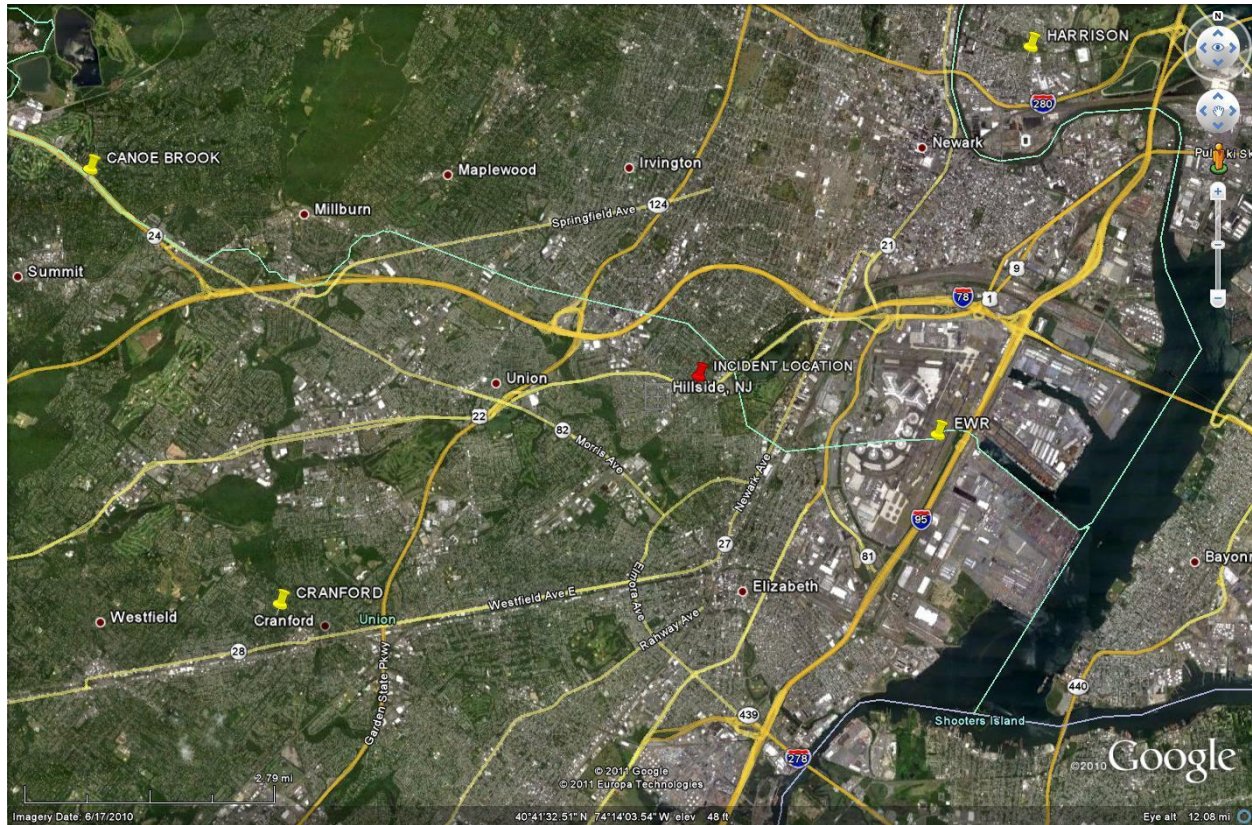 N
HARRISON
280
Newark
CANOE BROOK
Irvington
Maplewood
Millburn
124
Springfield Ave
24
21
Summit
9
78
1
INCIDENT LOCATION
Hillside, NJ
Union
22
82
Morris Ave
EWR
Newark Ave
95
27
81
Bayonn
Elizabeth
Elmora Ave
Westfield Ave E
CRANFORD
Westfield
Cranford
Union
28
Rahway Ave
Garden State Pkwy
440
439
Shooters Island
278
2.79 mi
© 2011 Google
© 2011 Europa Technologies
©2010 Google
Imagery Date: 6/17/2010
40°41'32.51" N 74°14'03.54" W elev 48 ft
Eye alt 12.08 mi